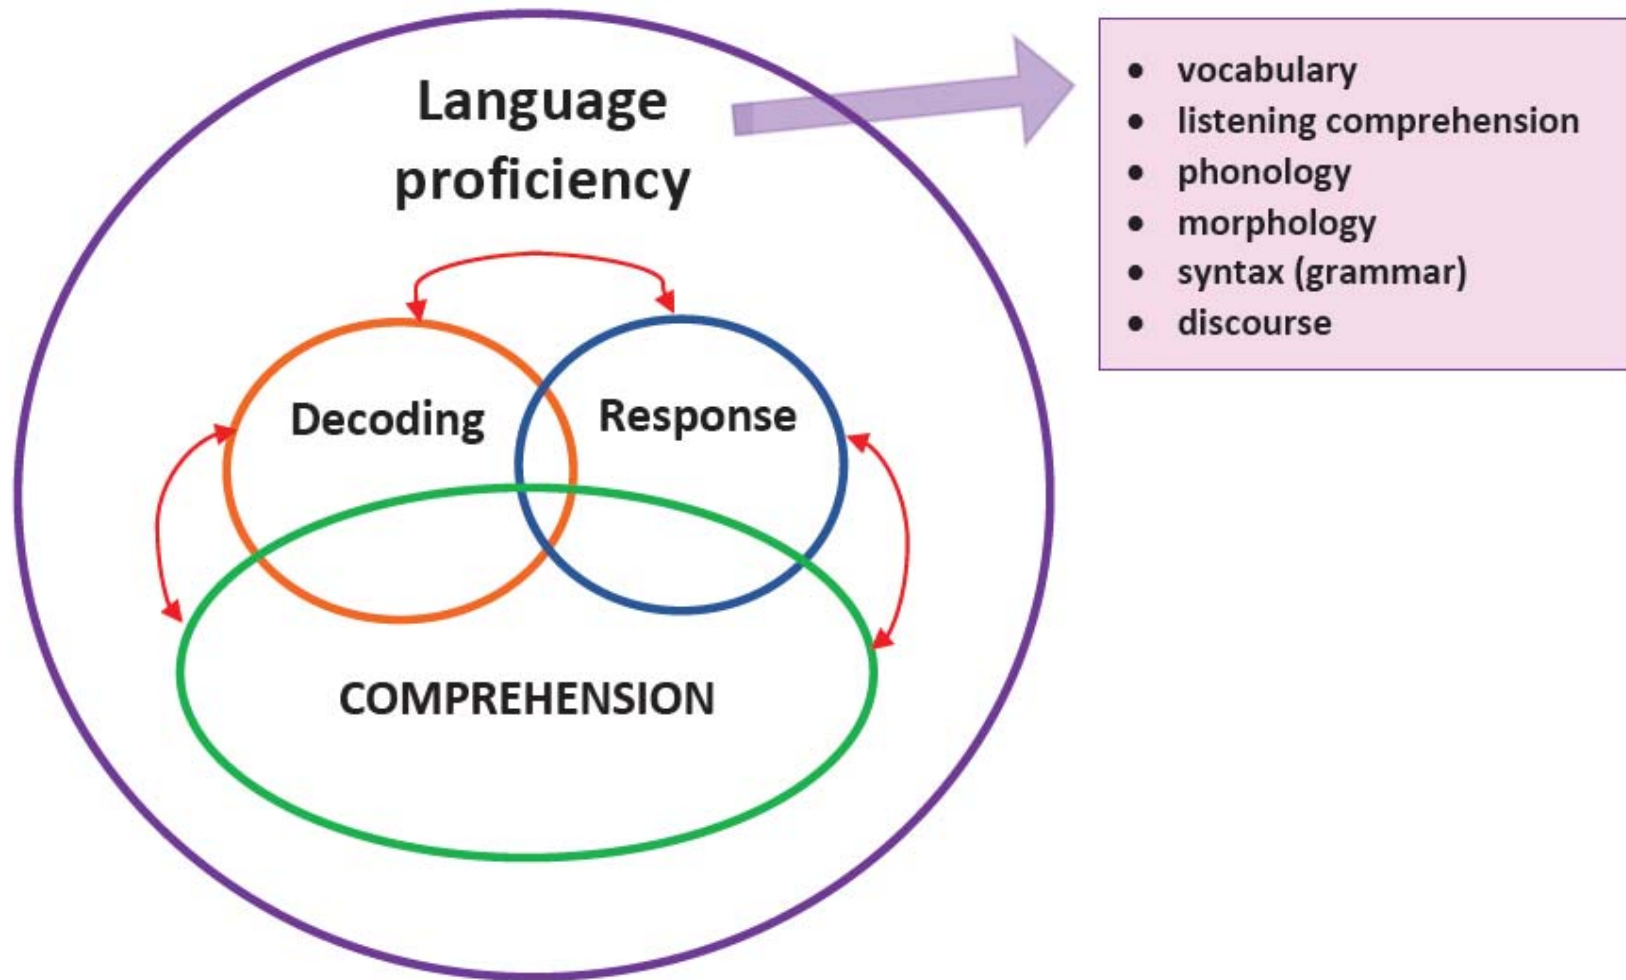 Language
proficiency
Decoding
Response
COMPREHENSION
• vocabulary
• listening comprehension
• phonology
• morphology
• syntax (grammar)
• discourse